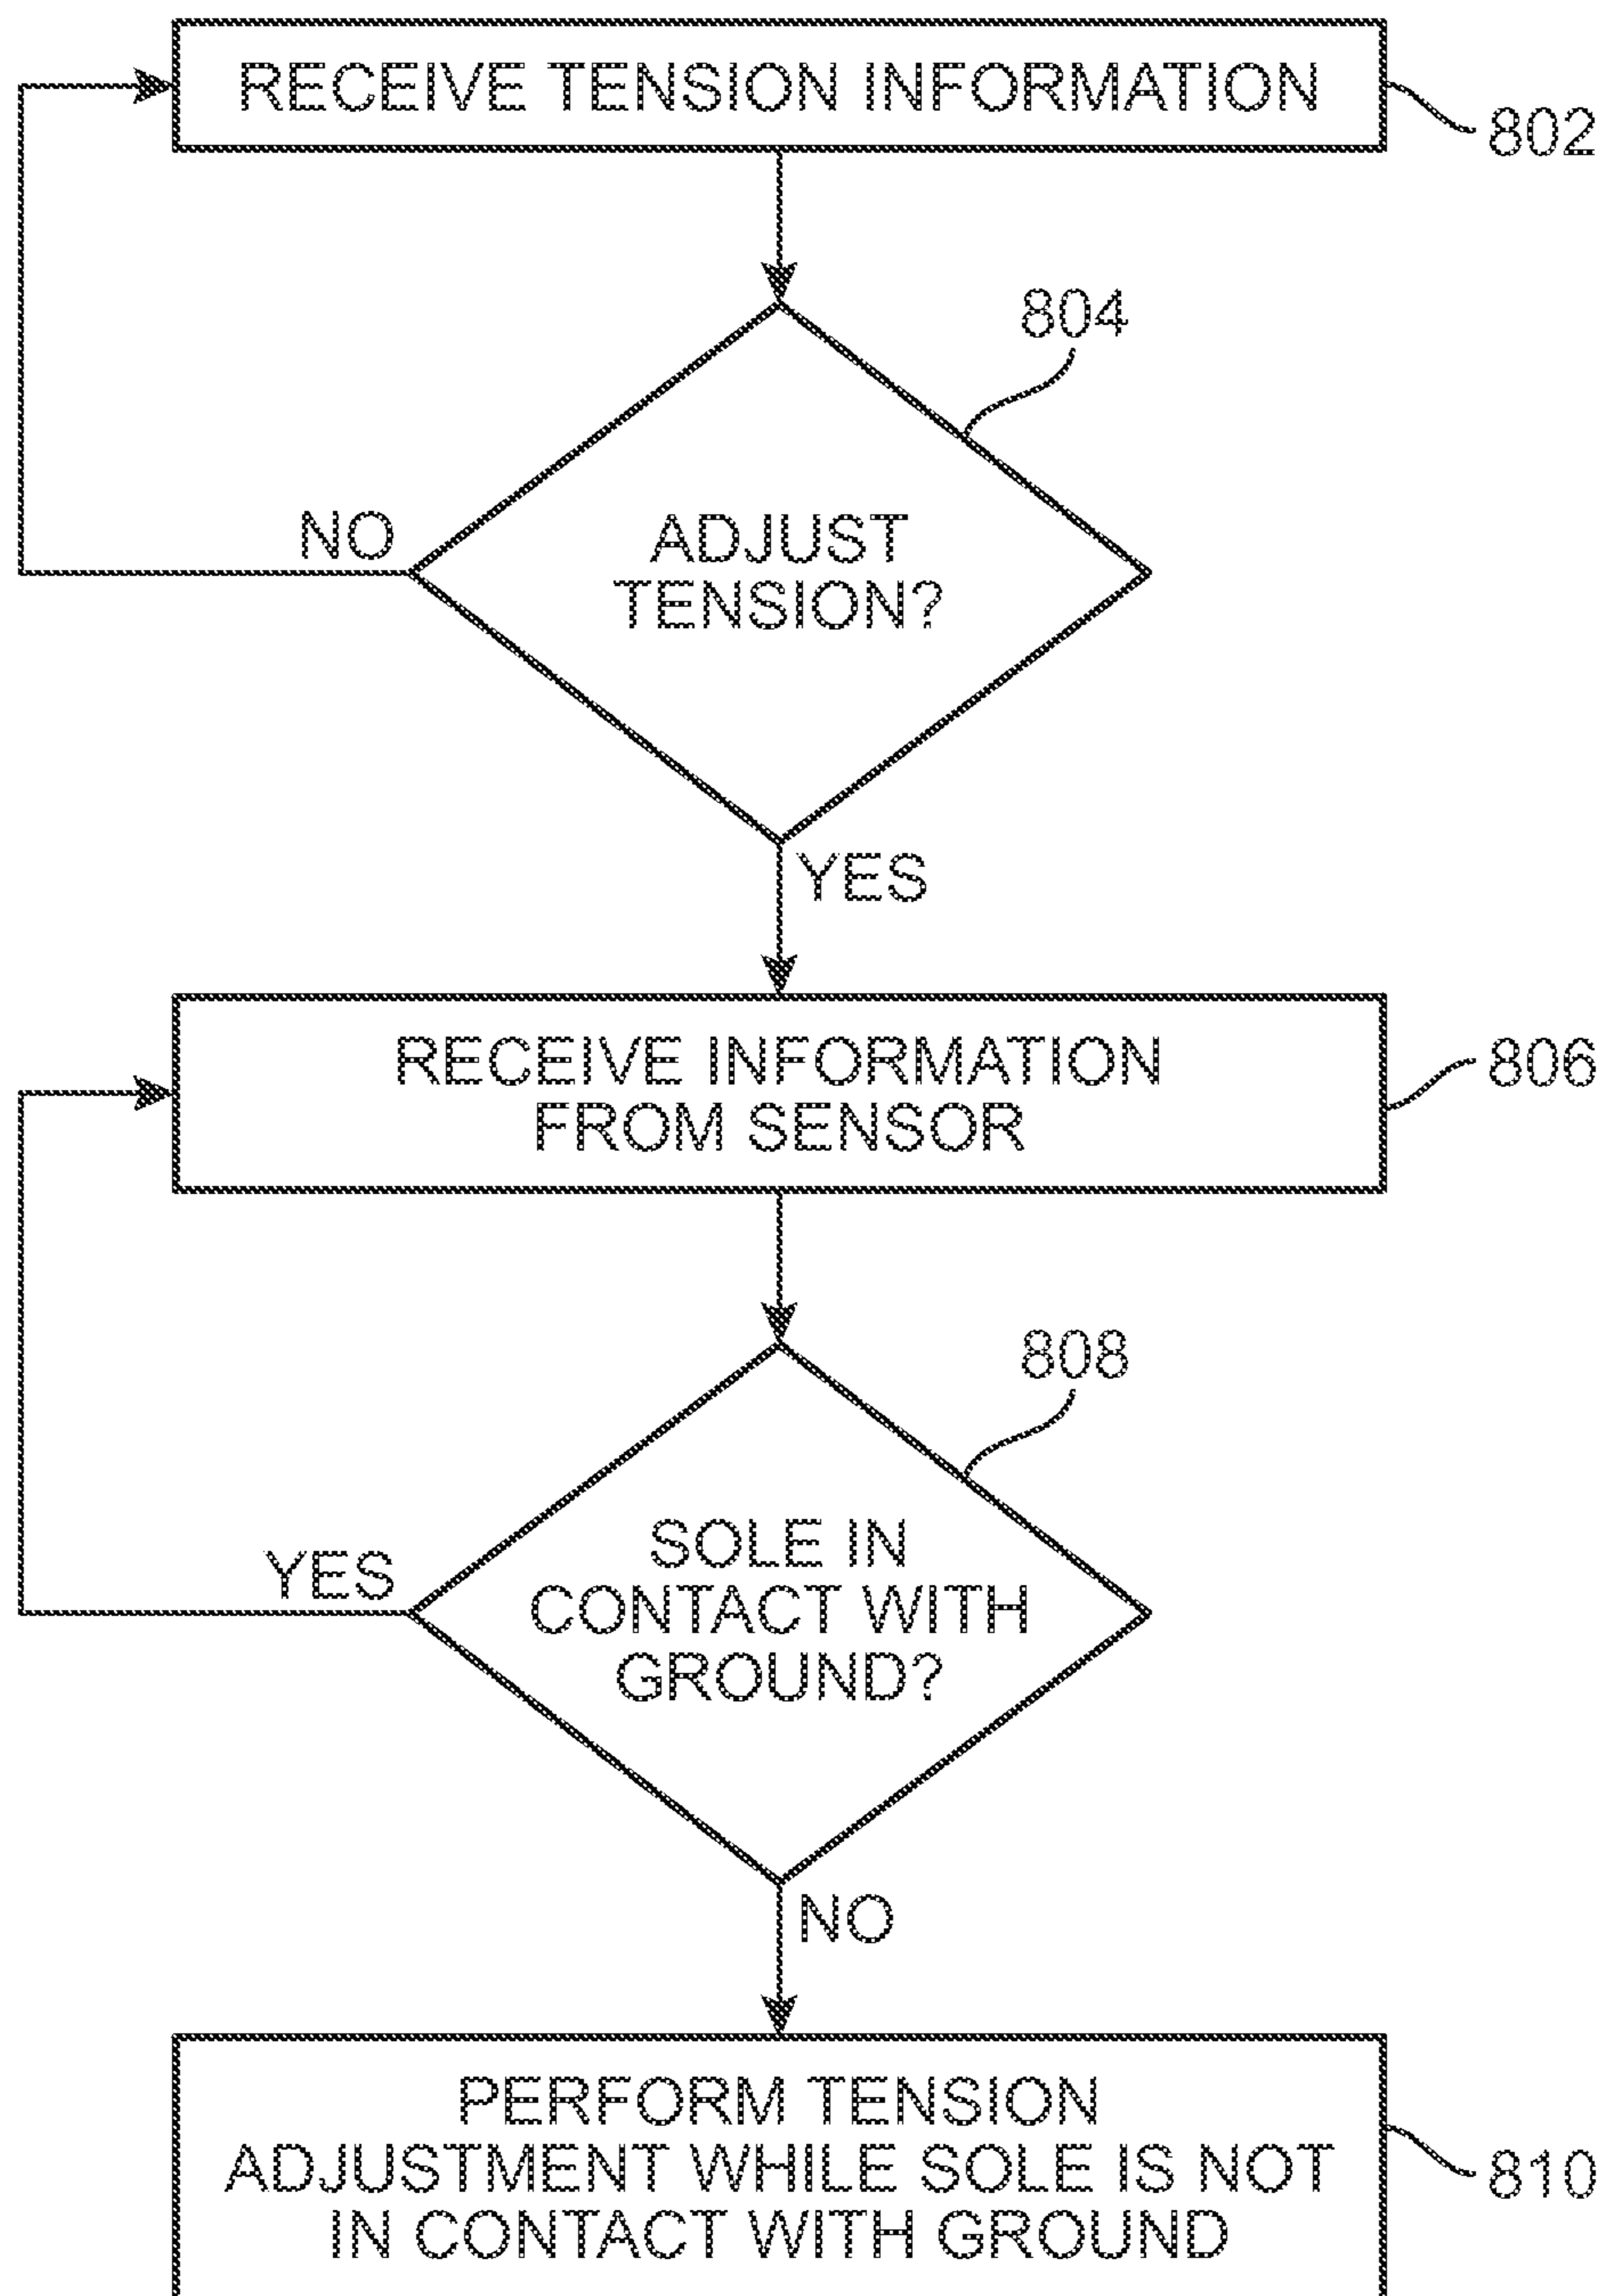 RECEIVE TENSION INFORMATION
802
804
ADJUST
TENSION?
NO
YES
RECEIVE INFORMATION
FROM SENSOR
806
808
SOLE IN
CONTACT WITH
GROUND?
YES
NO
PERFORM TENSION
ADJUSTMENT WHILE SOLE IS NOT
IN CONTACT WITH GROUND
810